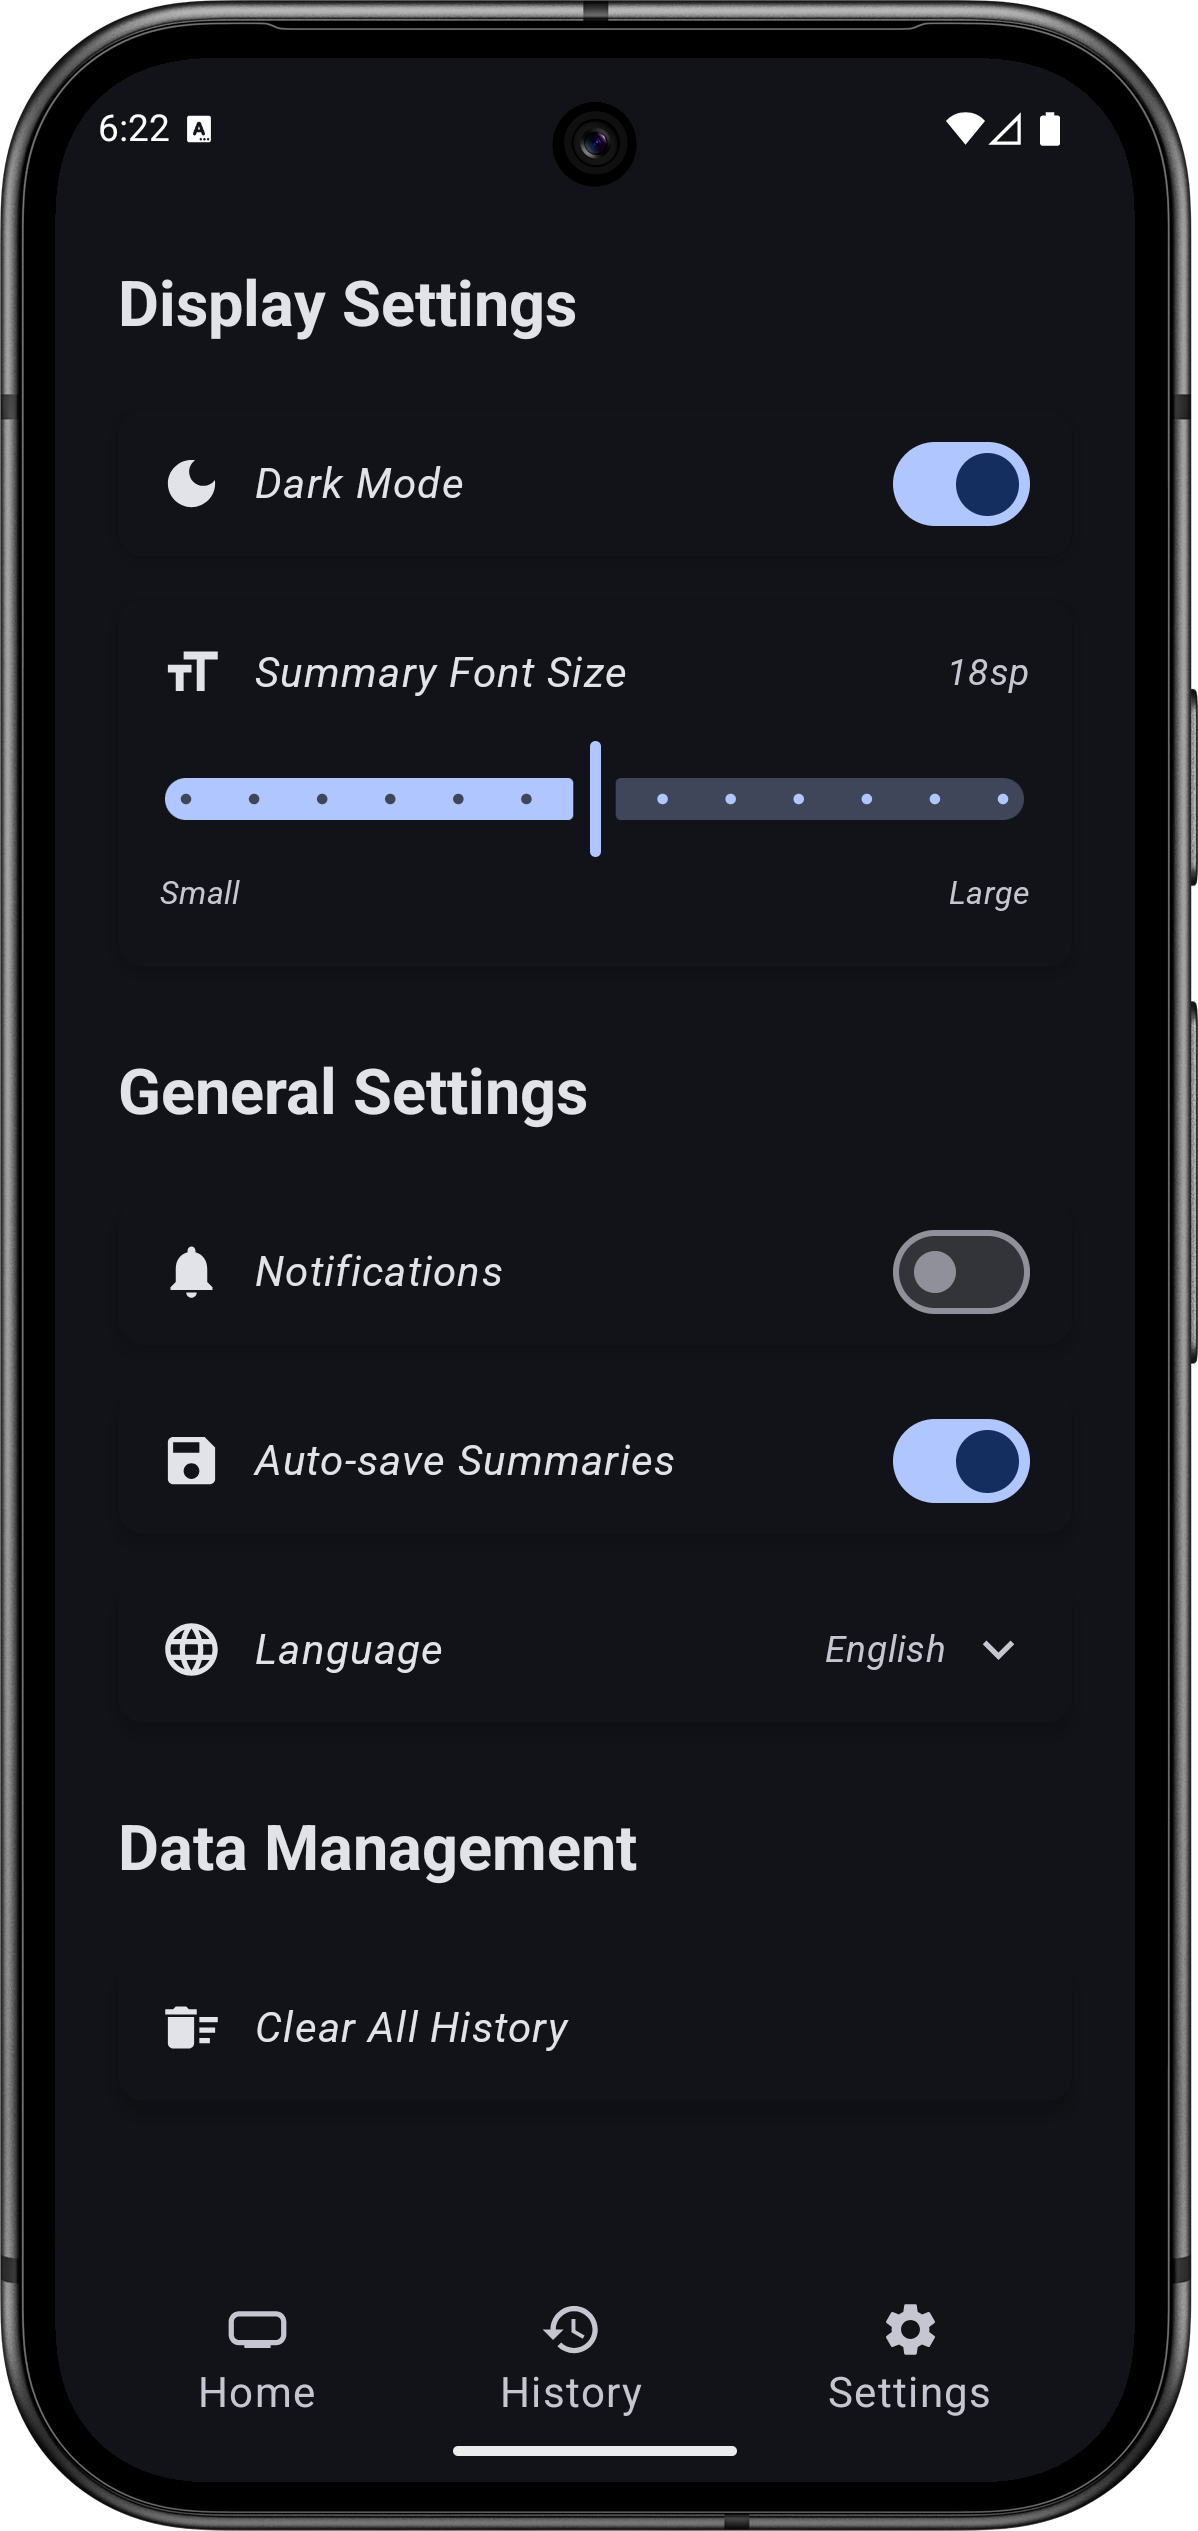 6:22
Display Settings
Dark Mode
Summary Font Size 18sp
Small Large
General Settings
Notifications
Auto-save Summaries
Language English
Data Management
Clear All History
Home History Settings